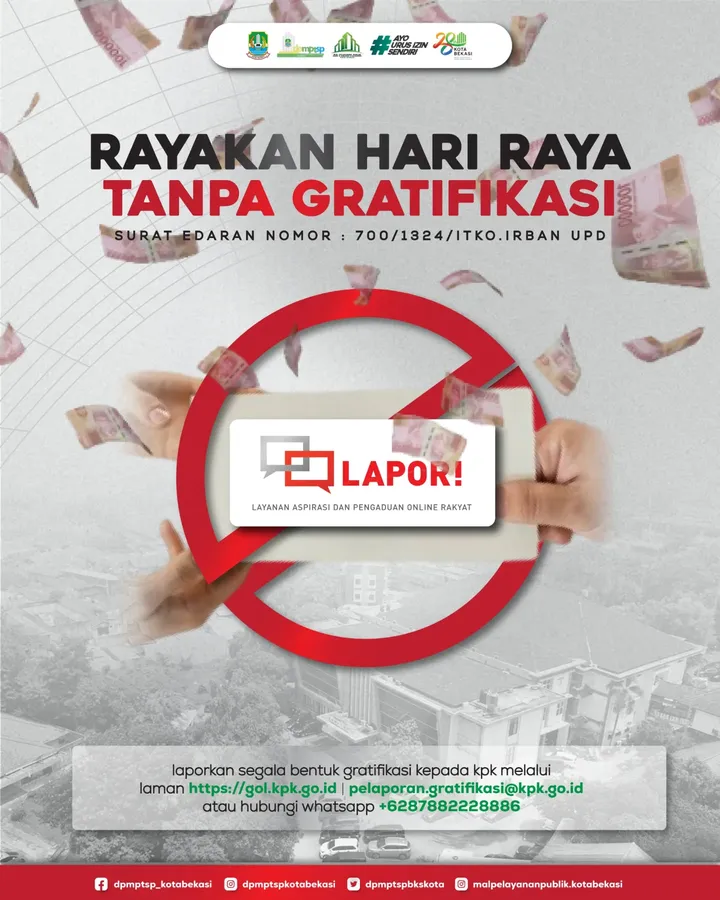 dpmptsp
#AYO
URUS IZIN
SENDIRI
28
KOTA
BEKASI
RAYAKAN HARI RAYA
TANPA GRATIFIKASI
SURAT EDARAN NOMOR : 700/1324/ITKO.IRBAN UPD
LAPOR!
LAYANAN ASPIRASI DAN PENGADUAN ONLINE RAKYAT
laporkan segala bentuk gratifikasi kepada kpk melalui
laman https://gol.kpk.go.id | pelaporan.gratifikasi@kpk.go.id
atau hubungi whatsapp +6287882228886
dpmptsp_kotabekasi dpmptspkotabekasi dpmptspbkskota malpelayananpublik.kotabekasi